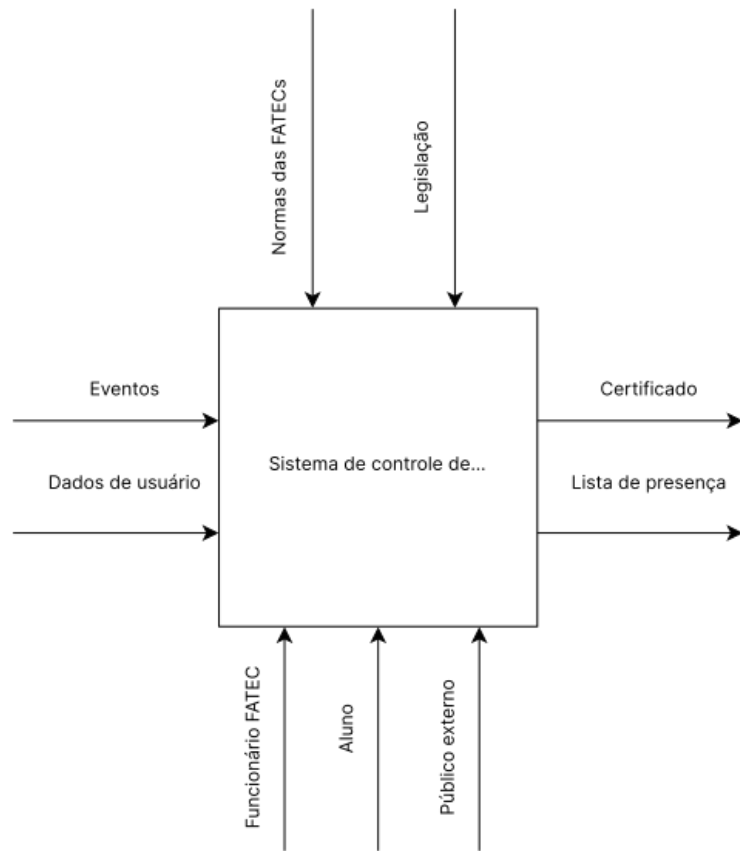 Normas das FATECs
Legislação
Eventos
Certificado
Sistema de controle de...
Dados de usuário
Lista de presença
Funcionário FATEC
Aluno
Público externo